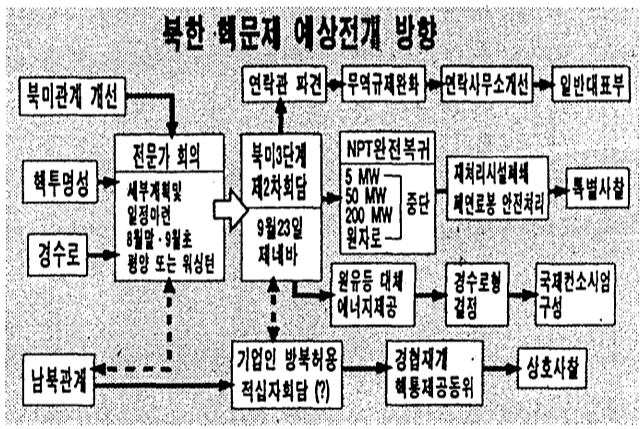 북한 핵문제 예상전개 방향
북미관계 개선
핵투명성
경수로
남북관계
전문가 회의
세부계획및
일정마련
8월말·9월초
평양 또는 워싱턴
북미3단계
제2차회담
9월23일
제네바
연락관 파견
무역규제완화
연락사무소개선
일반대표부
NPT완전복귀
5 MW
50 MW
200 MW
원자로
중단
재처리시설폐쇄
폐연료봉 안전처리
특별사찰
원유등 대체
에너지제공
경수로형
결정
국제컨소시엄
구성
기업인 방북허용
적십자회담 (?)
경협재개
핵통제공동위
상호사찰